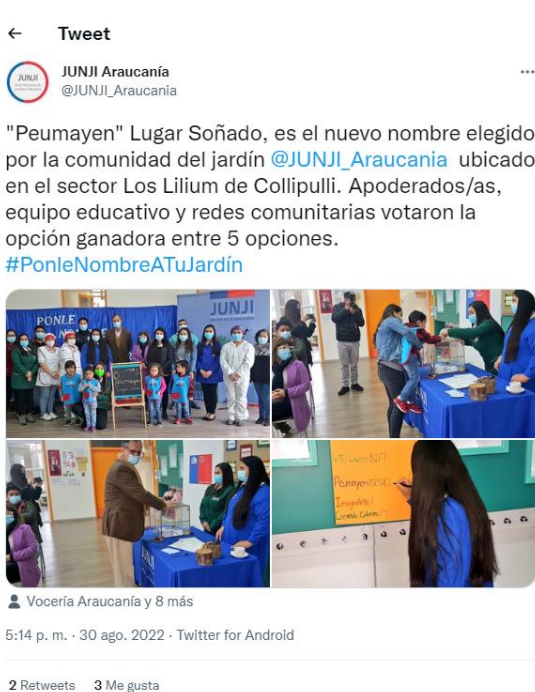 Tweet
JUNJI
JUNJI Araucanía
@JUNJI_Araucania
"Peumayen" Lugar Soñado, es el nuevo nombre elegido
por la comunidad del jardín @JUNJI_Araucania ubicado
en el sector Los Lilium de Collipulli. Apoderados/as,
equipo educativo y redes comunitarias votaron la
opción ganadora entre 5 opciones.
#PonleNombreATuJardín
PONLE
JUNJI
Peumayen
Peumayen
Vocería Araucanía y 8 más
5:14 p. m. · 30 ago. 2022 · Twitter for Android
2 Retweets 3 Me gusta